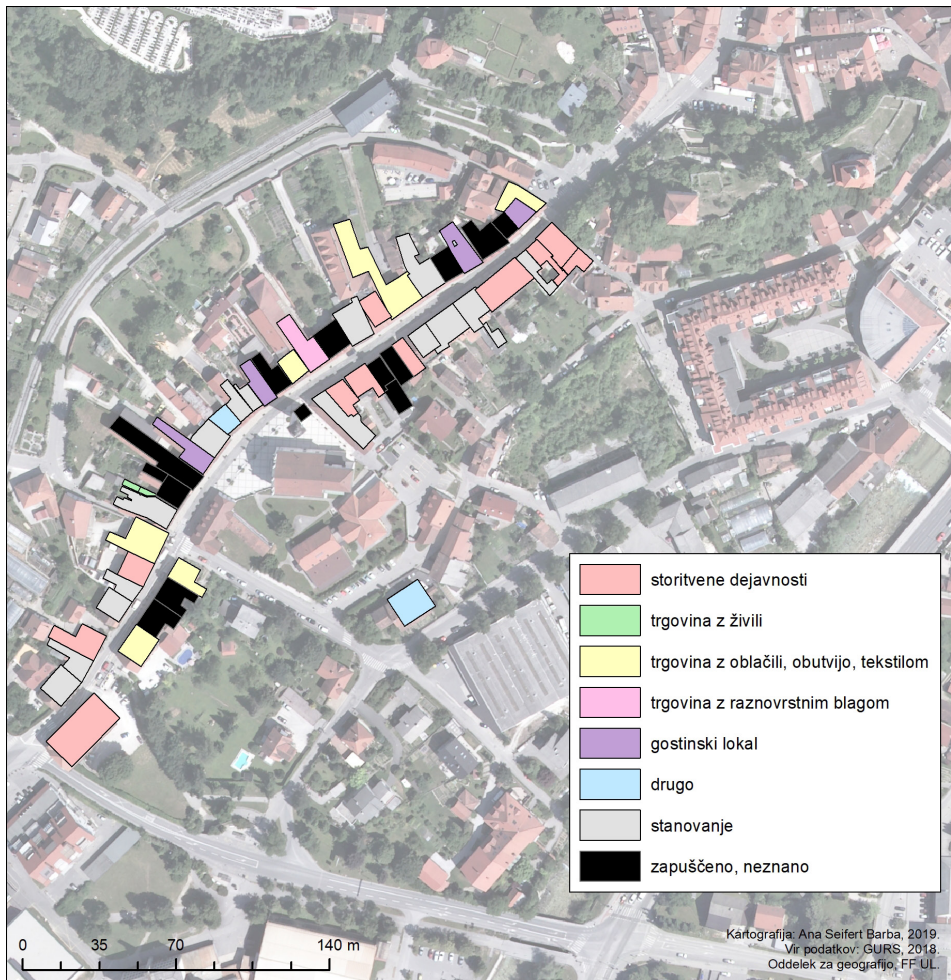 storitvene dejavnosti
trgovina z živili
trgovina z oblačili, obutvijo, tekstilom
trgovina z raznovrstnim blagom
gostinski lokal
drugo
stanovanje
zapuščeno, neznano
0 35 70 140 m
Kartografija: Ana Seifert Barba, 2019.
Vir podatkov: GURS, 2018.
Oddelek za geografijo, FF UL.